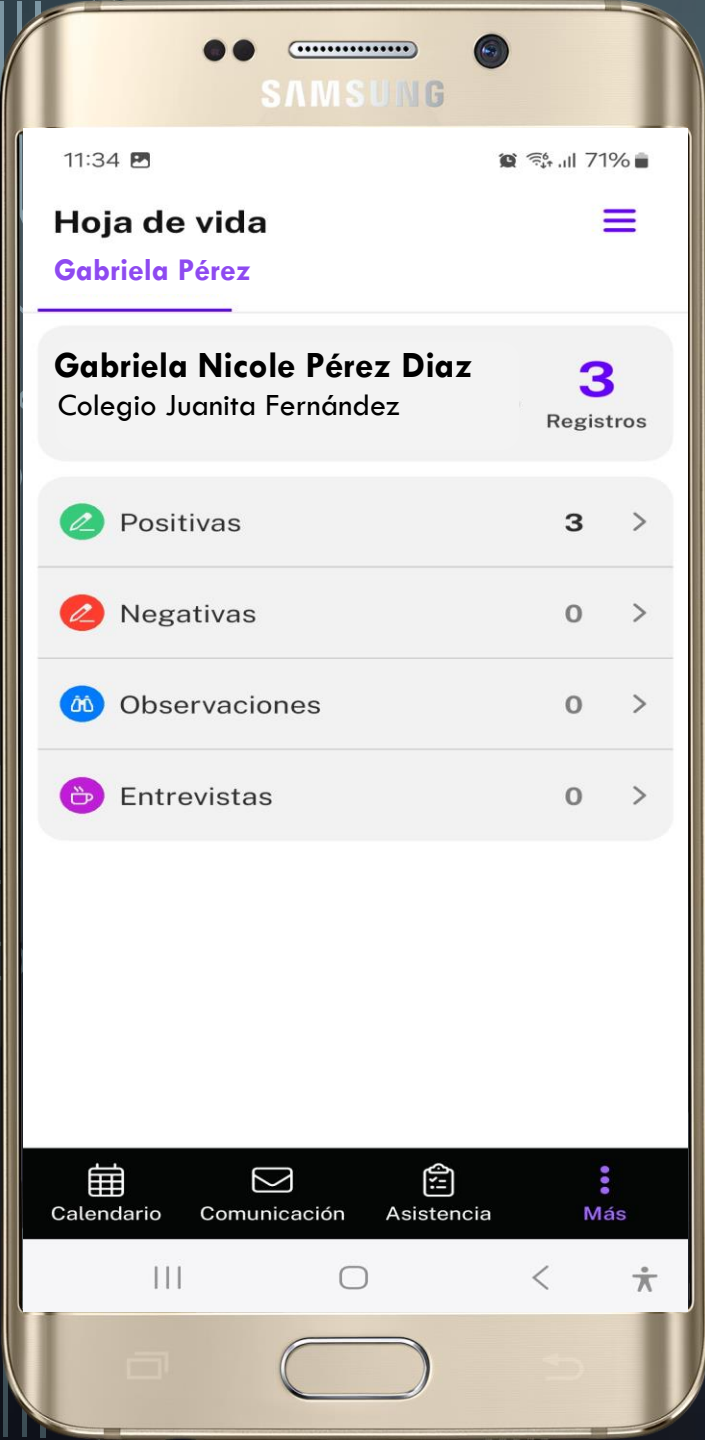 SAMSUNG
11:34 71%
Hoja de vida
Gabriela Pérez
Gabriela Nicole Pérez Diaz
Colegio Juanita Fernández
3
Registros
Positivas 3
Negativas 0
Observaciones 0
Entrevistas 0
Calendario Comunicación Asistencia Más